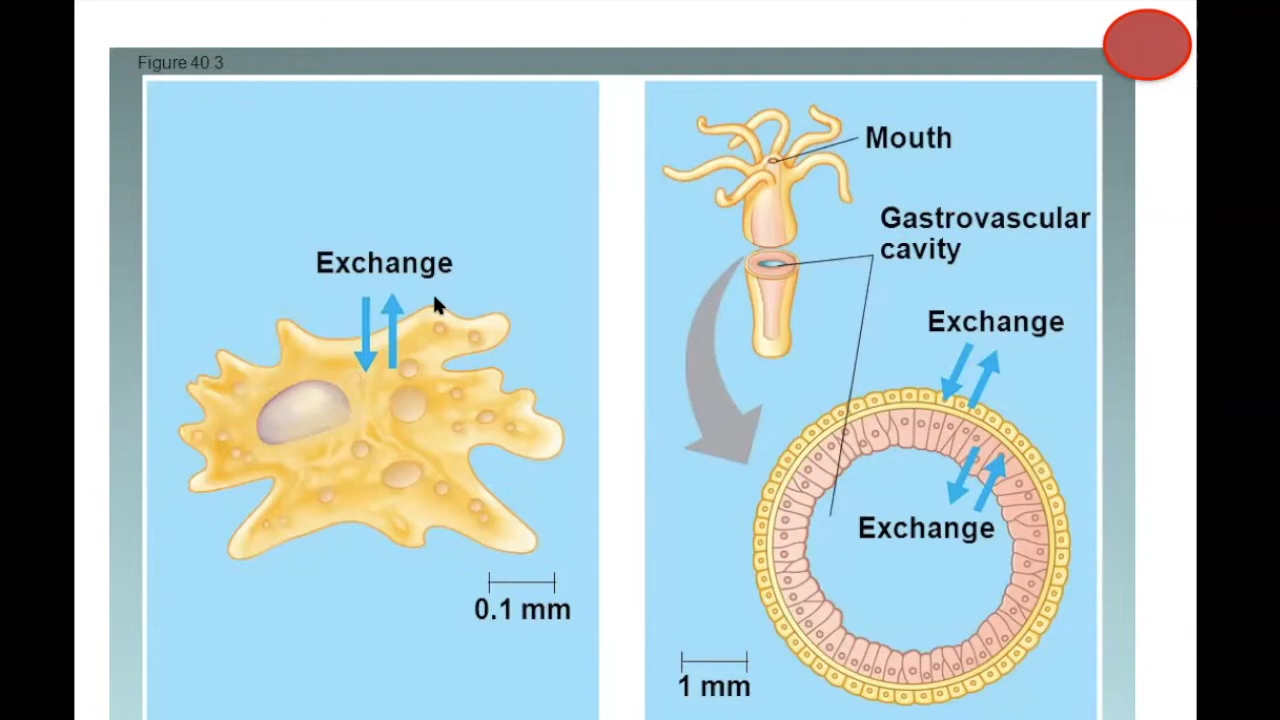 Figure 40 3
Exchange
0.1 mm
Mouth
Gastrovascular
cavity
Exchange
Exchange
1 mm